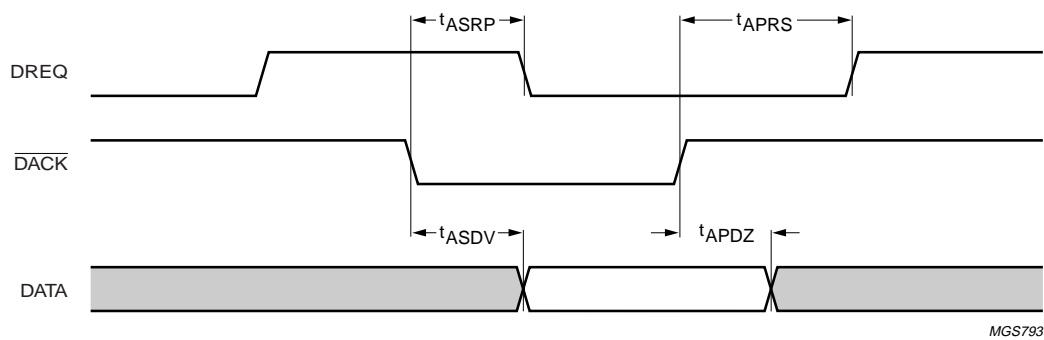 tASRP
tAPRS
DREQ
DACK
tASDV
tAPDZ
DATA
MGS793